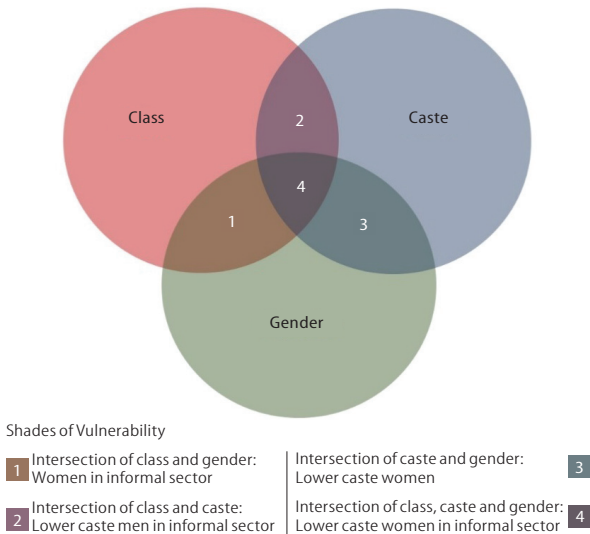 Class
2
Caste
4
1
3
Gender
Shades of Vulnerability
1
Intersection of class and gender:
Women in informal sector
2
Intersection of class and caste:
Lower caste men in informal sector
Intersection of caste and gender:
Lower caste women
3
Intersection of class, caste and gender:
Lower caste women in informal sector
4